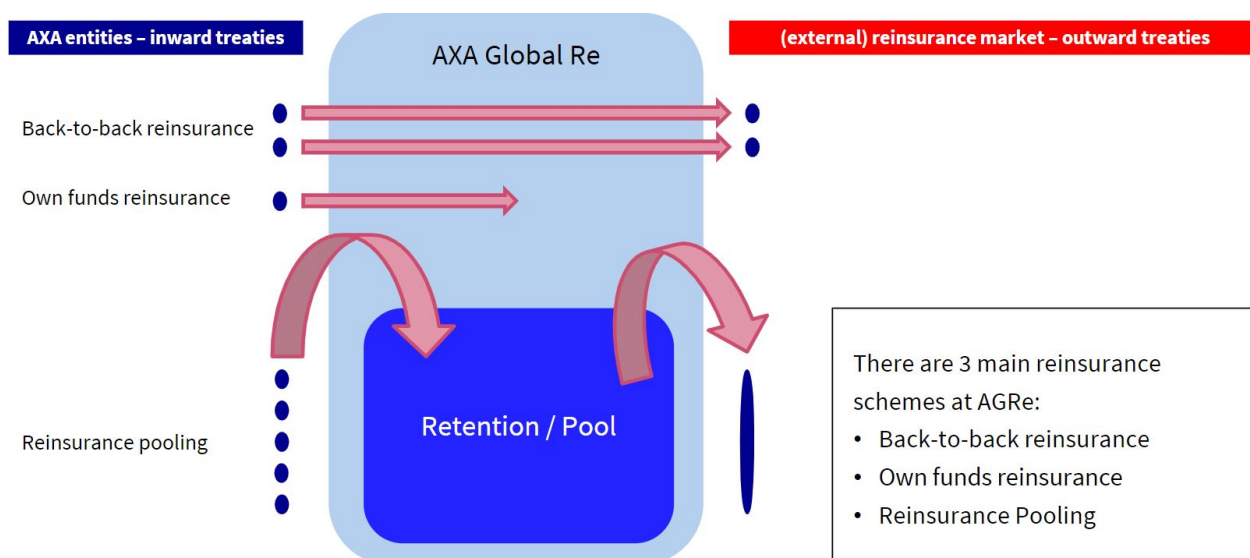 AXA entities – inward treaties
AXA Global Re
(external) reinsurance market – outward treaties
Back-to-back reinsurance
Own funds reinsurance
Reinsurance pooling
Retention / Pool
There are 3 main reinsurance
schemes at AGRe:
• Back-to-back reinsurance
• Own funds reinsurance
• Reinsurance Pooling